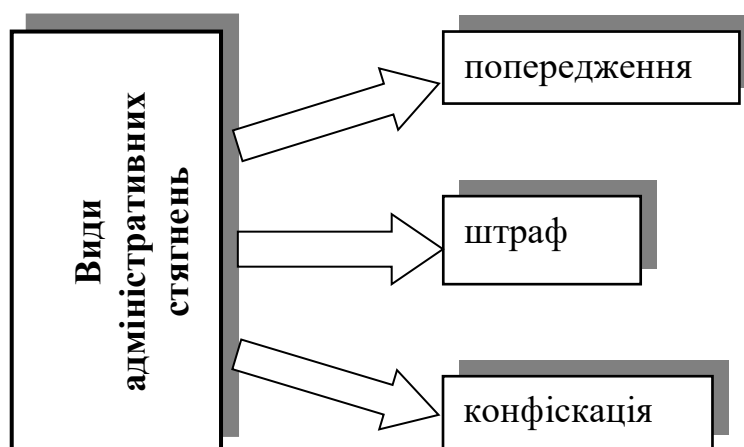 Види
адміністративних
стягнень
попередження
штраф
конфіскація